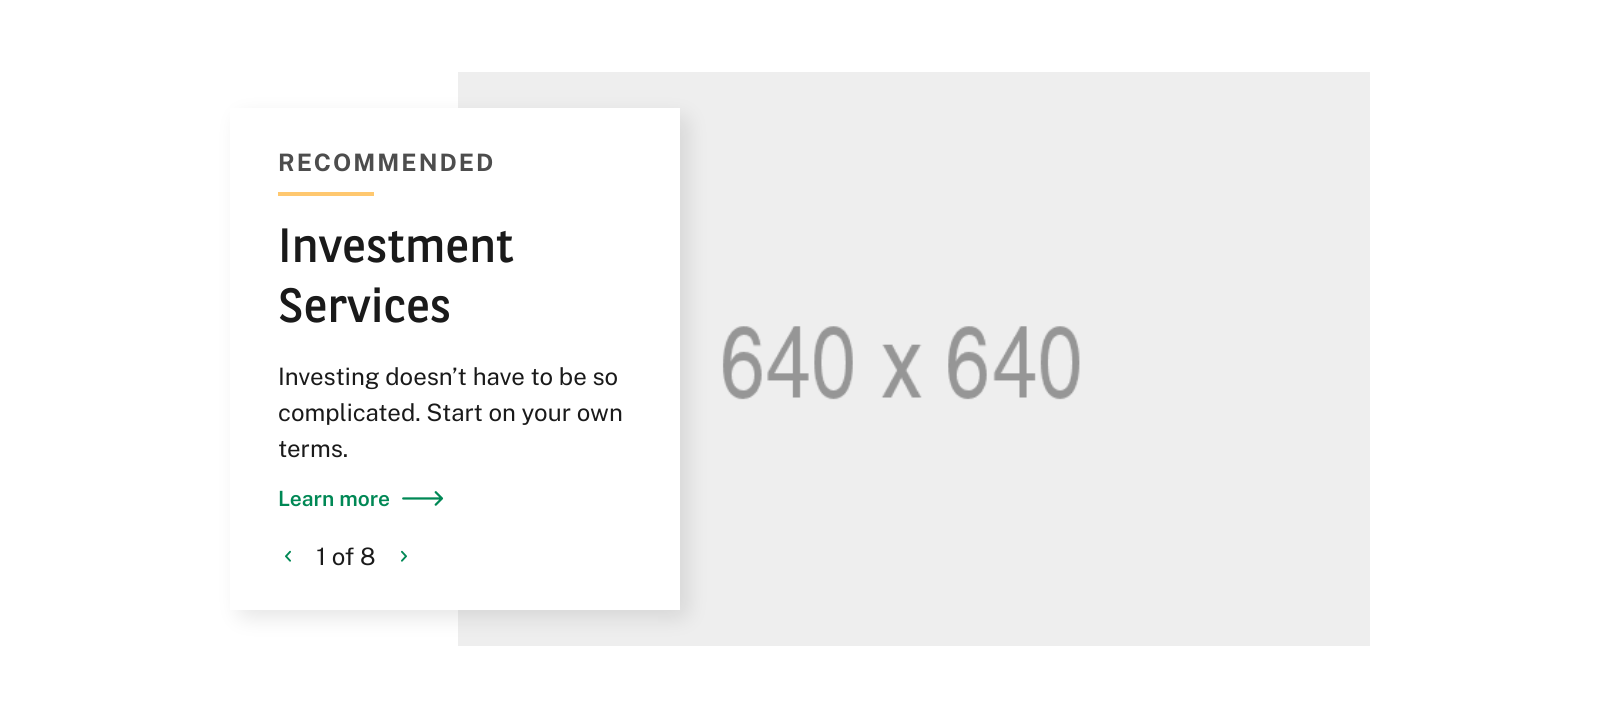 RECOMMENDED
Investment
Services
Investing doesn’t have to be so
complicated. Start on your own
terms.
Learn more
1 of 8
640 x 640